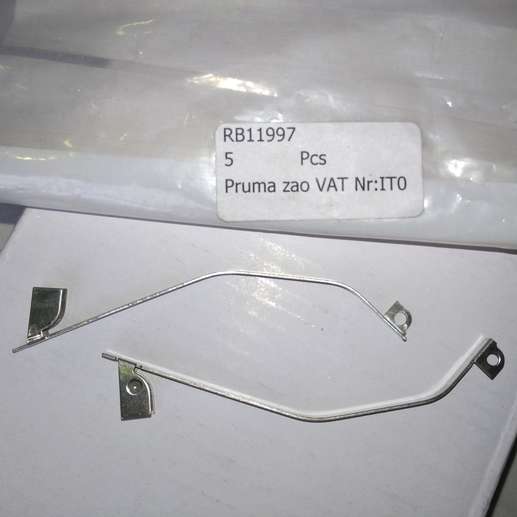 RB11997
5 Pcs
Pruma zao VAT Nr:IT0